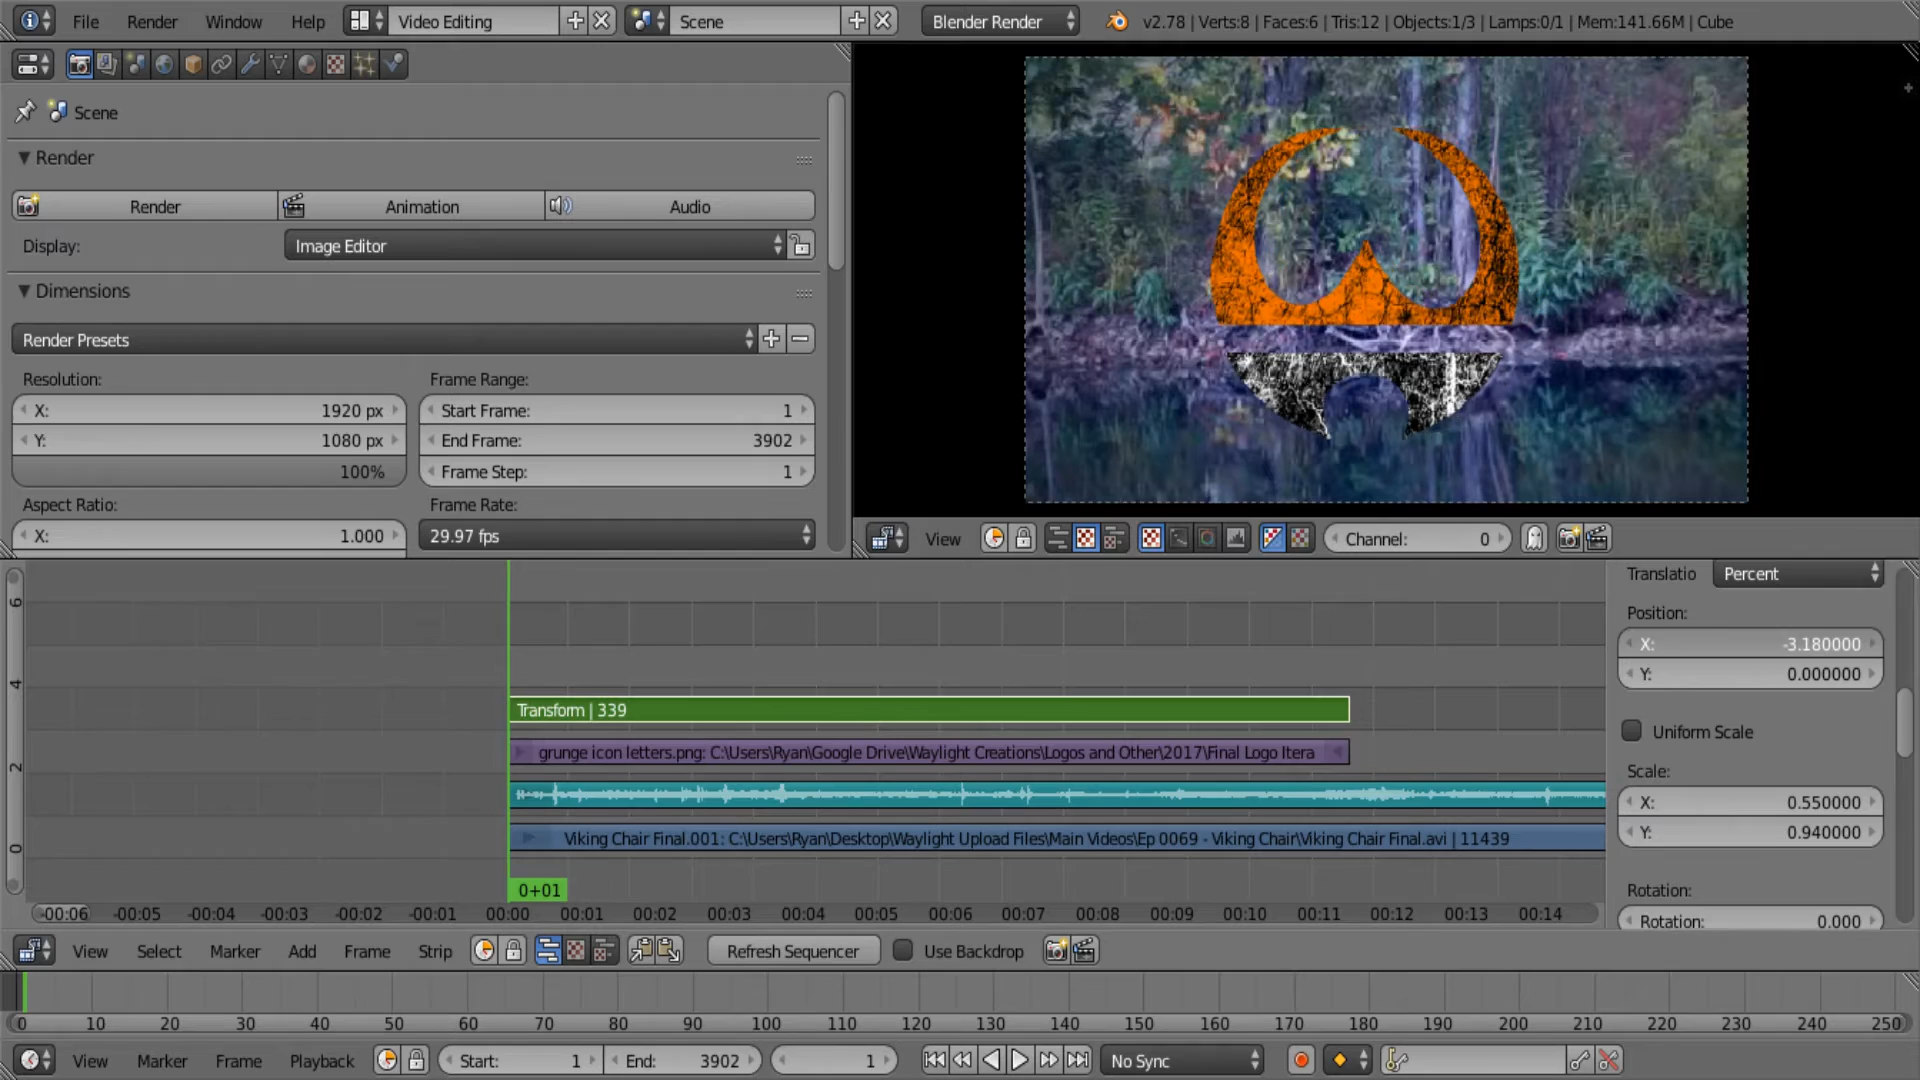 File Render Window Help Video Editing Scene Blender Render v2.78 | Verts:8 | Faces:6 | Tris:12 | Objects:1/3 | Lamps:0/1 | Mem:141.66M | Cube
Scene
Render
Render Animation Audio
Display: Image Editor
Dimensions
Render Presets
Resolution: Frame Range:
X: 1920 px Start Frame: 1
Y: 1080 px End Frame: 3902
100% Frame Step: 1
Aspect Ratio: Frame Rate:
X: 1.000 29.97 fps
View Channel: 0
Translatio Percent
Position:
X: -3.180000
Y: 0.000000
Uniform Scale
Scale:
X: 0.550000
Y: 0.940000
Rotation:
Rotation: 0.000
6
4
2
0
Transform | 339
grunge icon letters.png: C:\Users\Ryan\Google Drive\Waylight Creations\Logos and Other\2017\Final Logo Itera
Viking Chair Final.001: C:\Users\Ryan\Desktop\Waylight Upload Files\Main Videos\Ep 0069 - Viking Chair\Viking Chair Final.avi | 11439
0+01
-00:06 -00:05 -00:04 -00:03 -00:02 -00:01 00:00 00:01 00:02 00:03 00:04 00:05 00:06 00:07 00:08 00:09 00:10 00:11 00:12 00:13 00:14
View Select Marker Add Frame Strip Refresh Sequencer Use Backdrop
0 10 20 30 40 50 60 70 80 90 100 110 120 130 140 150 160 170 180 190 200 210 220 230 240 250
View Marker Frame Playback Start: 1 End: 3902 1 No Sync